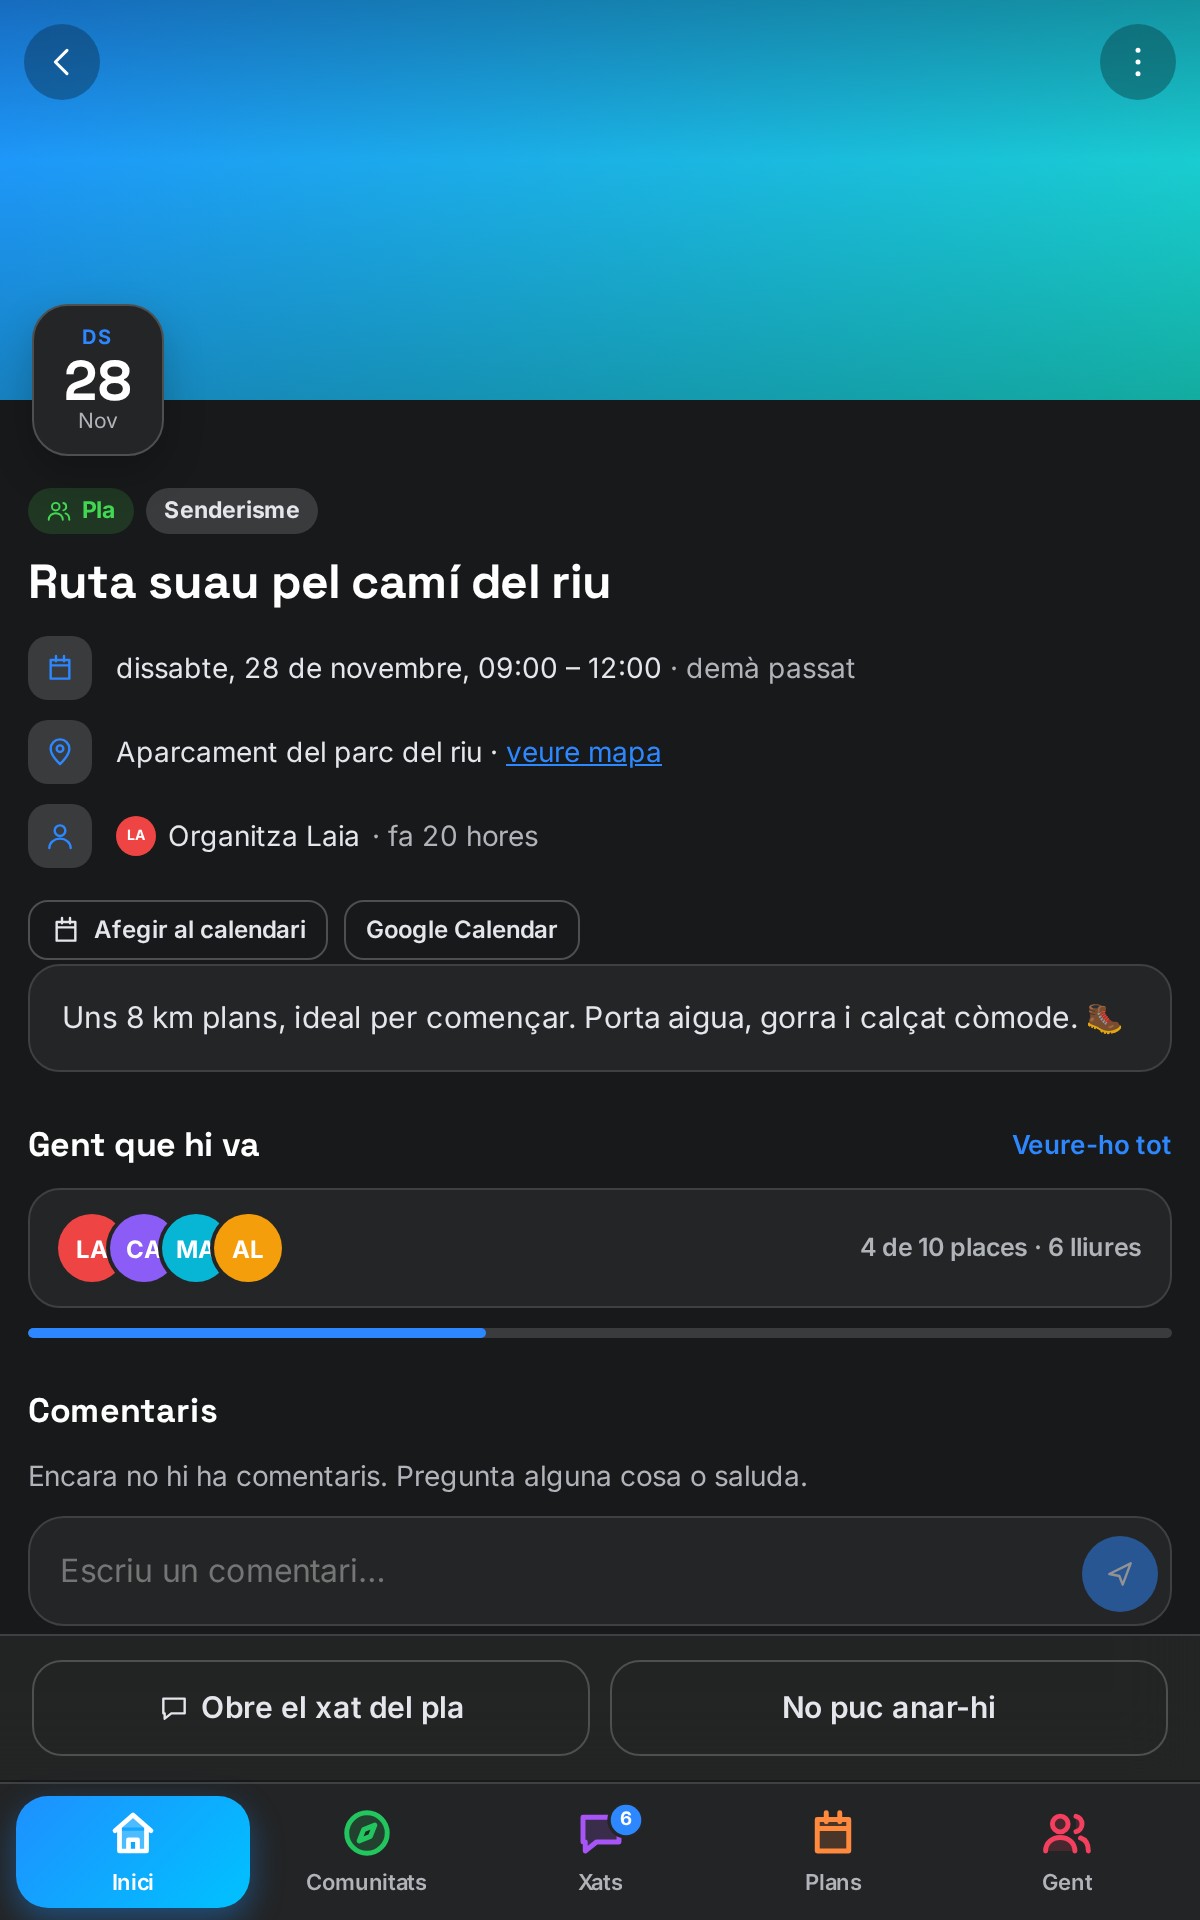 DS
28
Nov
Pla
Senderisme
Ruta suau pel camí del riu
dissabte, 28 de novembre, 09:00 – 12:00 · demà passat
Aparcament del parc del riu · veure mapa
LA Organitza Laia · fa 20 hores
Afegir al calendari
Google Calendar
Uns 8 km plans, ideal per començar. Porta aigua, gorra i calçat còmode. 🥾
Gent que hi va
Veure-ho tot
LA CA MA AL
4 de 10 places · 6 lliures
Comentaris
Encara no hi ha comentaris. Pregunta alguna cosa o saluda.
Escriu un comentari...
Obre el xat del pla
No puc anar-hi
6
Inici
Comunitats
Xats
Plans
Gent